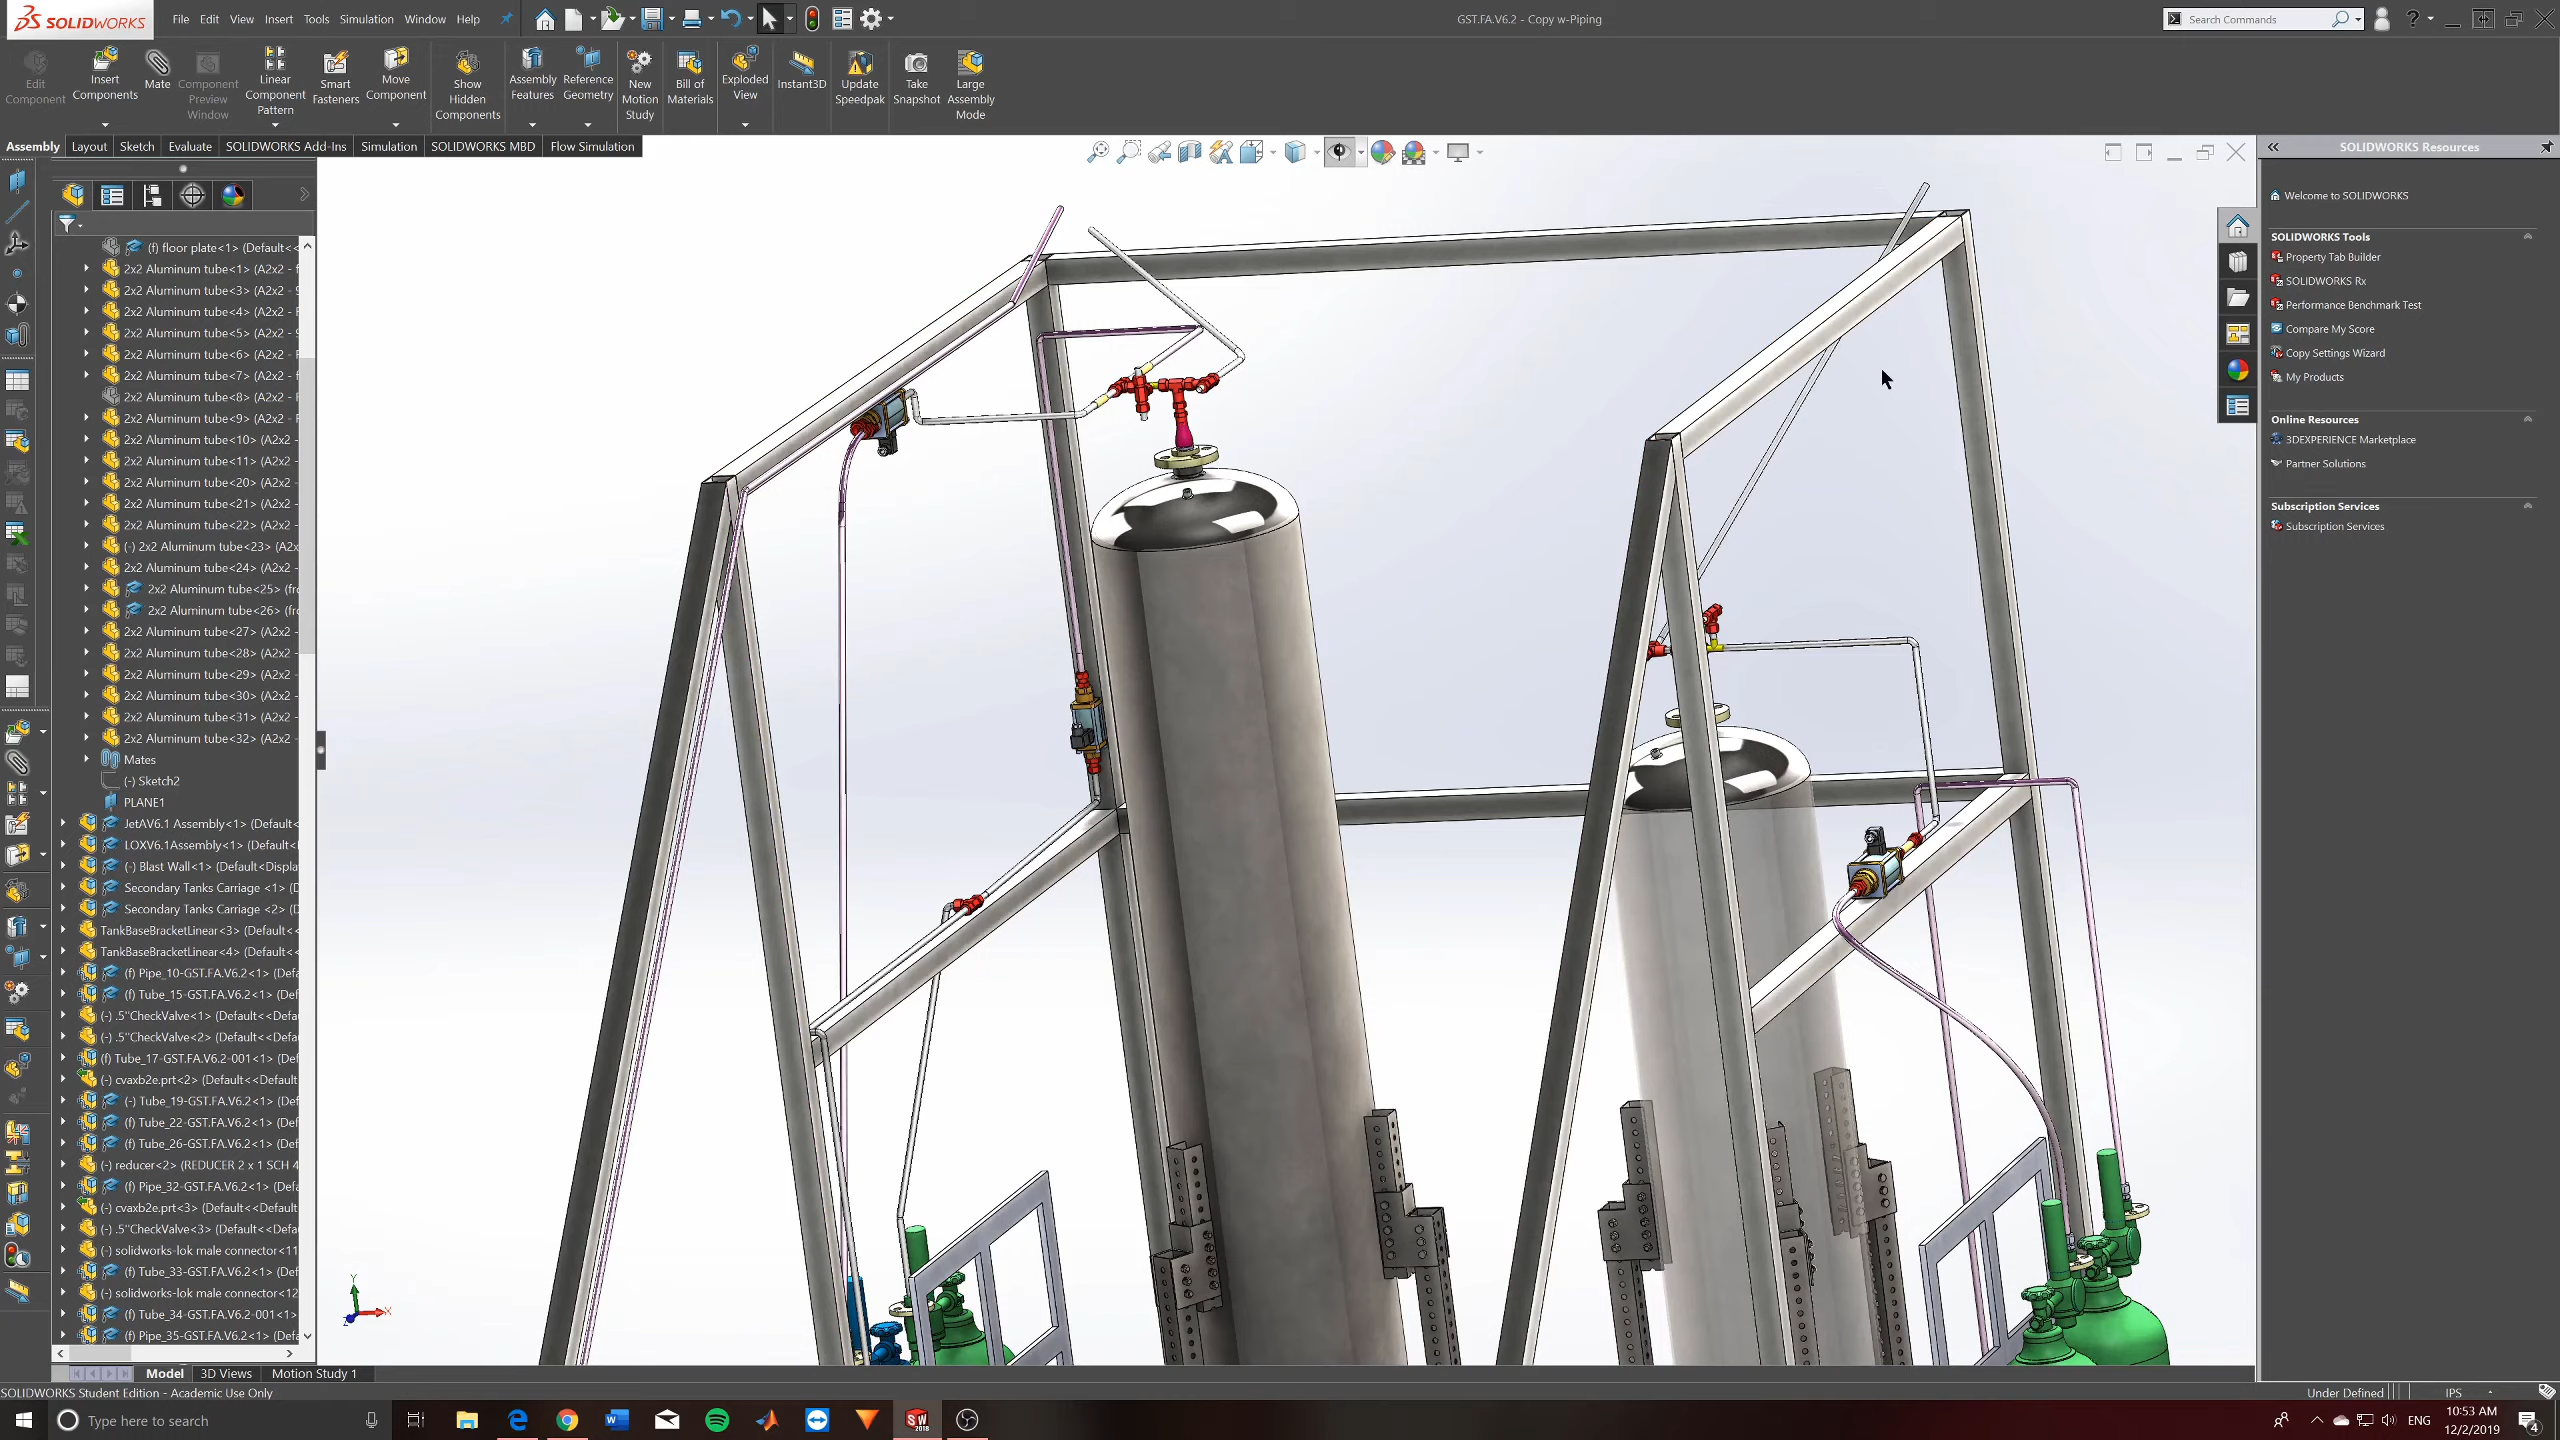 SOLIDWORKS
File Edit View Insert Tools Simulation Window Help
GST.FA.V6.2 - Copy w-Piping
Search Commands
Edit Component
Insert Components
Mate
Component Preview Window
Linear Component Pattern
Smart Fasteners
Move Component
Show Hidden Components
Assembly Features
Reference Geometry
New Motion Study
Bill of Materials
Exploded View
Instant3D
Update Speedpak
Take Snapshot
Large Assembly Mode
Assembly Layout Sketch Evaluate SOLIDWORKS Add-Ins Simulation SOLIDWORKS MBD Flow Simulation
(f) floor plate<1> (Default<<
2x2 Aluminum tube<1> (A2x2 - f
2x2 Aluminum tube<3> (A2x2 - 9
2x2 Aluminum tube<4> (A2x2 - F
2x2 Aluminum tube<5> (A2x2 - 9
2x2 Aluminum tube<6> (A2x2 - F
2x2 Aluminum tube<7> (A2x2 - f
2x2 Aluminum tube<8> (A2x2 - F
2x2 Aluminum tube<9> (A2x2 -
2x2 Aluminum tube<10> (A2x2 -
2x2 Aluminum tube<11> (A2x2 -
2x2 Aluminum tube<20> (A2x2 -
2x2 Aluminum tube<21> (A2x2 -
2x2 Aluminum tube<22> (A2x2 -
(-) 2x2 Aluminum tube<23> (A2x
2x2 Aluminum tube<24> (A2x2 -
2x2 Aluminum tube<25> (fro
2x2 Aluminum tube<26> (fro
2x2 Aluminum tube<27> (A2x2 -
2x2 Aluminum tube<28> (A2x2 -
2x2 Aluminum tube<29> (A2x2 -
2x2 Aluminum tube<30> (A2x2 -
2x2 Aluminum tube<31> (A2x2 -
2x2 Aluminum tube<32> (A2x2 -
Mates
(-) Sketch2
PLANE1
JetAV6.1 Assembly<1> (Default<
LOXV6.1Assembly<1> (Default<
(-) Blast Wall<1> (Default<Displa
Secondary Tanks Carriage <1> (D
Secondary Tanks Carriage <2> (D
TankBaseBracketLinear<3> (Default<<
TankBaseBracketLinear<4> (Default<<
(f) Pipe_10-GST.FA.V6.2<1> (Defa
(f) Tube_15-GST.FA.V6.2<1> (Def
(-) .5"CheckValve<1> (Default<<Defa
(-) .5"CheckValve<2> (Default<<Defa
(f) Tube_17-GST.FA.V6.2-001<1> (Def
(-) cvaxb2e.prt<2> (Default<<Default
(-) Tube_19-GST.FA.V6.2<1> (Def
(f) Tube_22-GST.FA.V6.2<1> (Def
(f) Tube_26-GST.FA.V6.2<1> (Def
(-) reducer<2> (REDUCER 2 x 1 SCH 4
(f) Pipe_32-GST.FA.V6.2<1> (Defa
(-) cvaxb2e.prt<3> (Default<<Default
(-) .5"CheckValve<3> (Default<<Defa
(-) solidworks-lok male connector<11
(f) Tube_33-GST.FA.V6.2<1> (Def
(-) solidworks-lok male connector<12
(f) Tube_34-GST.FA.V6.2-001<1>
(f) Pipe_35-GST.FA.V6.2<1> (Defa
Y
X
Z
SOLIDWORKS Resources
Welcome to SOLIDWORKS
SOLIDWORKS Tools
Property Tab Builder
SOLIDWORKS Rx
Performance Benchmark Test
Compare My Score
Copy Settings Wizard
My Products
Online Resources
3DEXPERIENCE Marketplace
Partner Solutions
Subscription Services
Subscription Services
Model 3D Views Motion Study 1
SOLIDWORKS Student Edition - Academic Use Only
Under Defined IPS
Type here to search
ENG
10:53 AM
12/2/2019
4